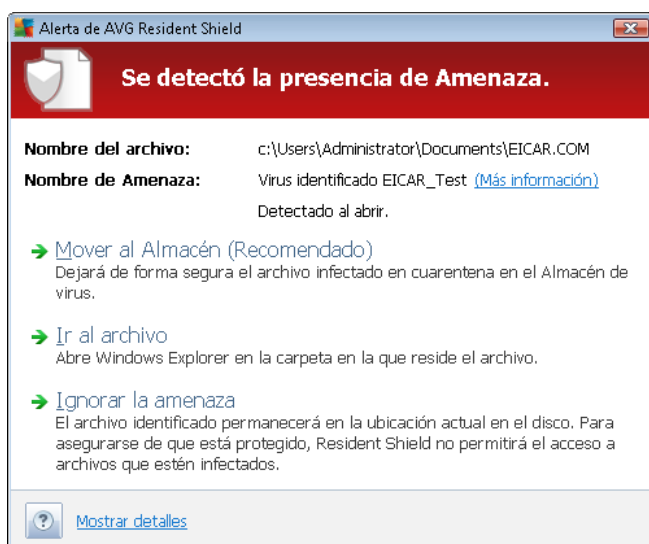 Alerta de AVG Resident Shield
Se detectó la presencia de Amenaza.
Nombre del archivo: c:\Users\Administrator\Documents\EICAR.COM
Nombre de Amenaza: Virus identificado EICAR_Test (Más información)
Detectado al abrir.
Mover al Almacén (Recomendado)
Dejará de forma segura el archivo infectado en cuarentena en el Almacén de
virus.
Ir al archivo
Abre Windows Explorer en la carpeta en la que reside el archivo.
Ignorar la amenaza
El archivo identificado permanecerá en la ubicación actual en el disco. Para
asegurarse de que está protegido, Resident Shield no permitirá el acceso a
archivos que estén infectados.
? Mostrar detalles